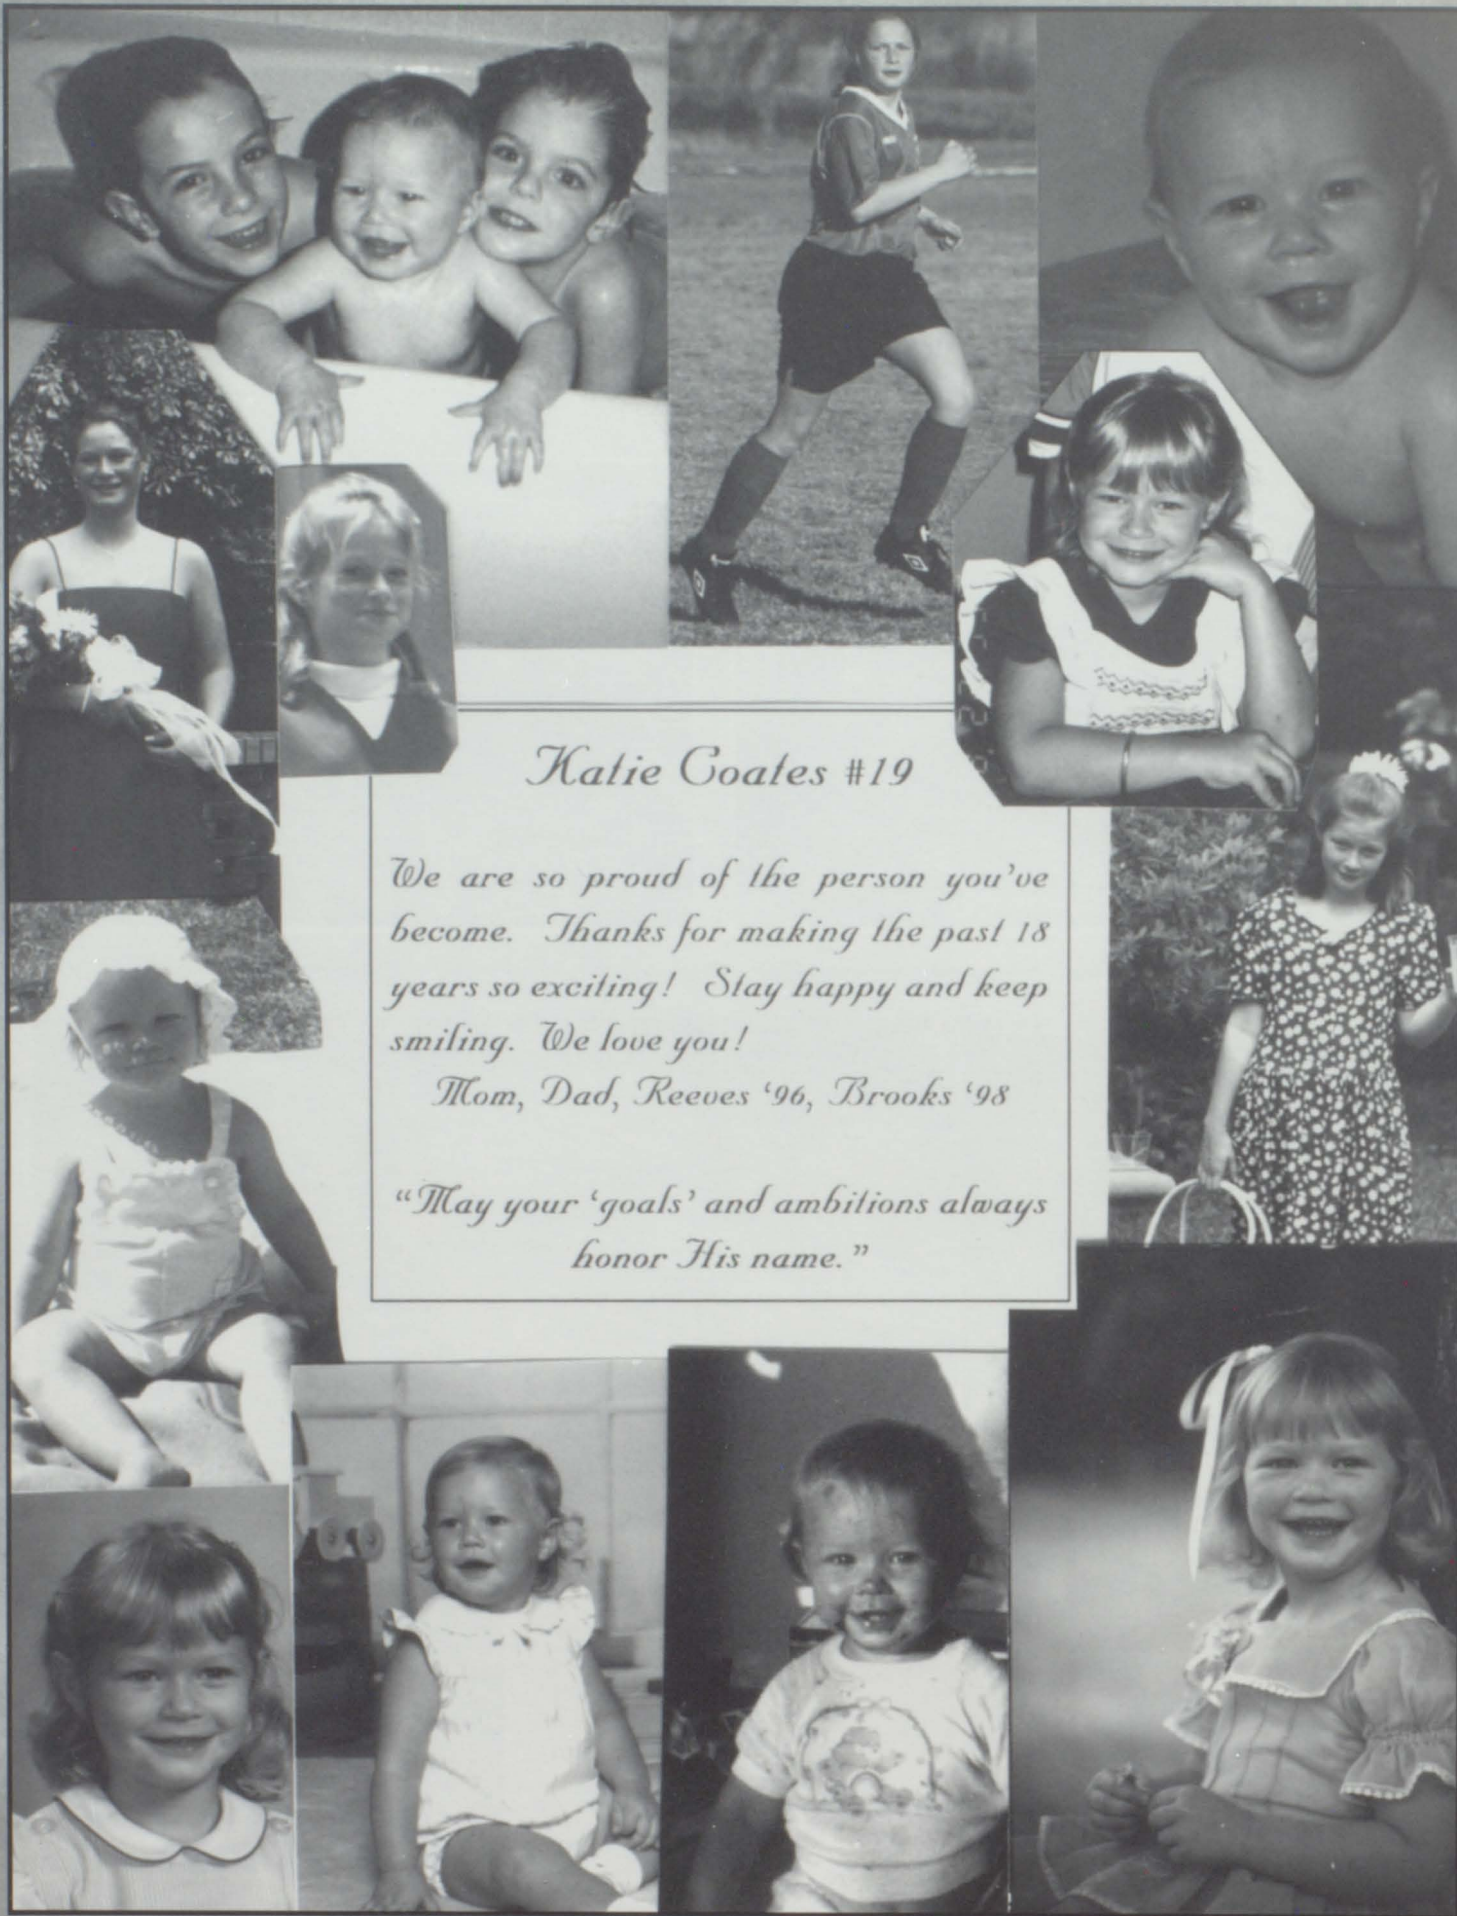 Katie Coates #19
We are so proud of the person you've
become. Thanks for making the past 18
years so exciting! Stay happy and keep
smiling. We love you!
Mom, Dad, Reeves '96, Brooks '98
"May your 'goals' and ambitions always
honor His name."